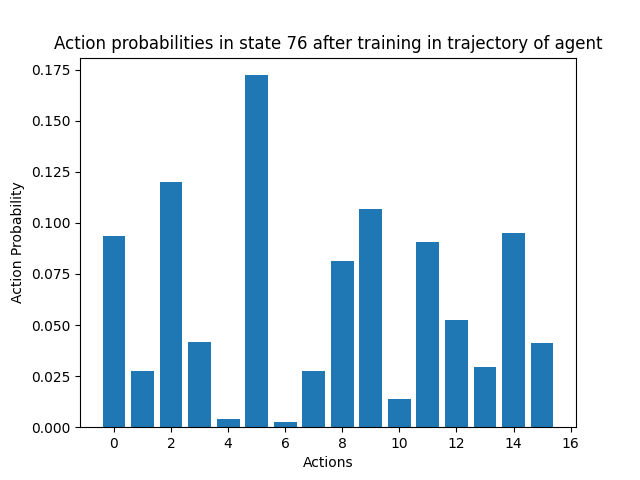 Action probabilities in state 76 after training in trajectory of agent
0.175
0.150
0.125
0.100
0.075
0.050
0.025
0.000
Action Probability
0 2 4 6 8 10 12 14 16
Actions